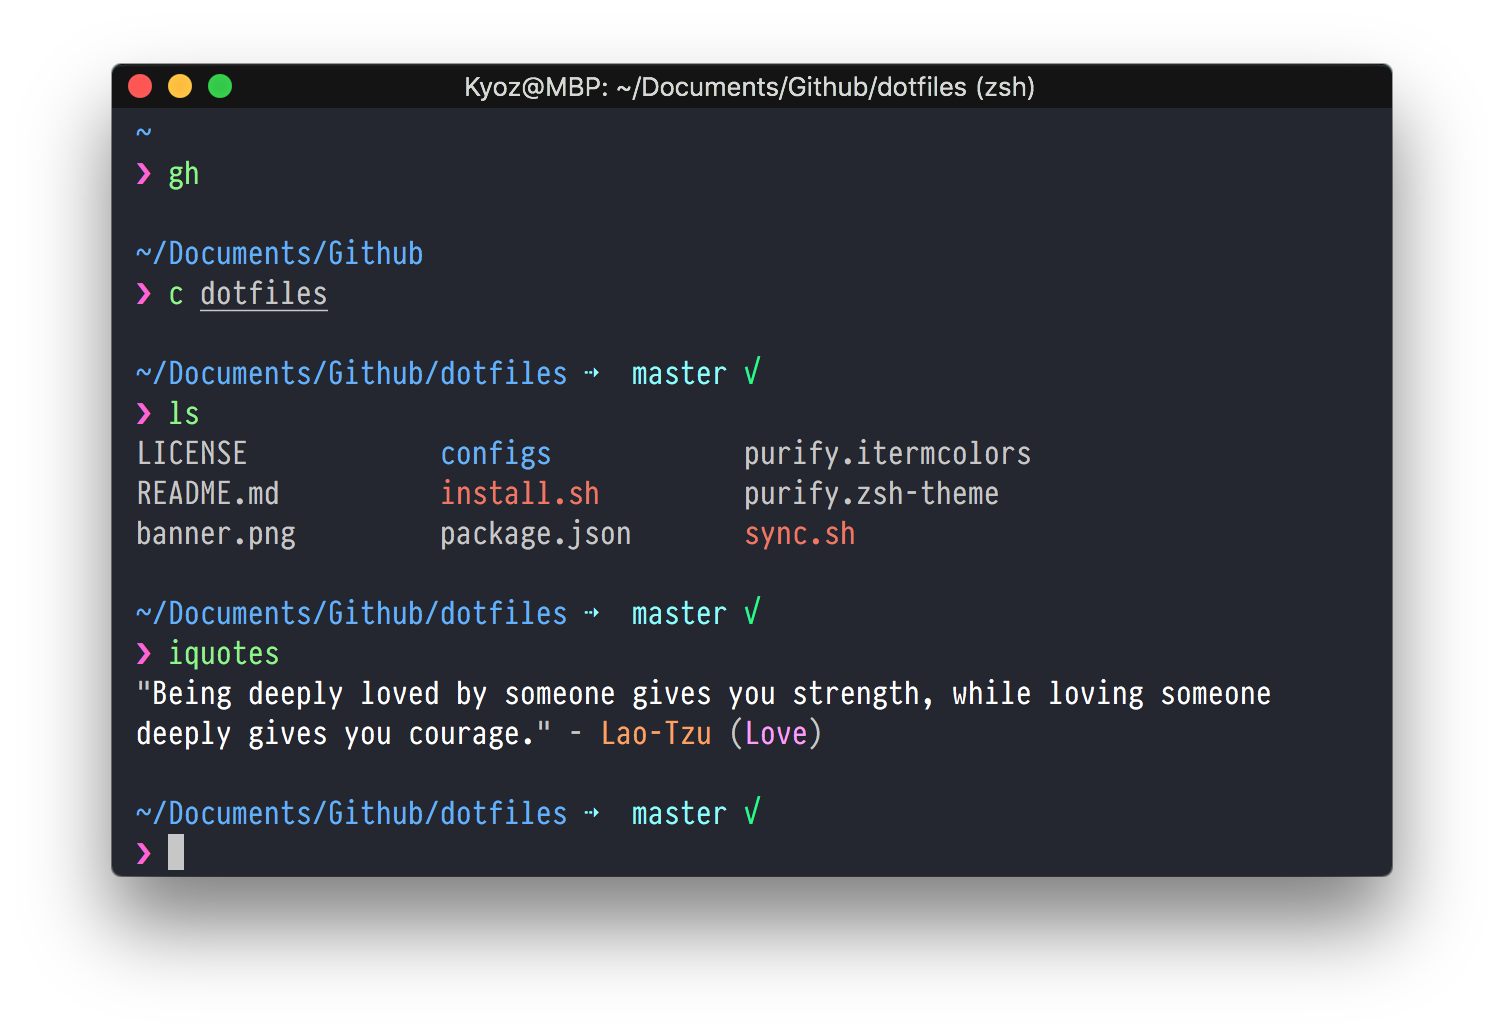 Kyoz@MBP: ~/Documents/Github/dotfiles (zsh)
~
❯ gh
~/Documents/Github
❯ c dotfiles
~/Documents/Github/dotfiles ⇢ master √
❯ ls
LICENSE configs purify.itermcolors
README.md install.sh purify.zsh-theme
banner.png package.json sync.sh
~/Documents/Github/dotfiles ⇢ master √
❯ iquotes
"Being deeply loved by someone gives you strength, while loving someone
deeply gives you courage." - Lao-Tzu (Love)
~/Documents/Github/dotfiles ⇢ master √
❯